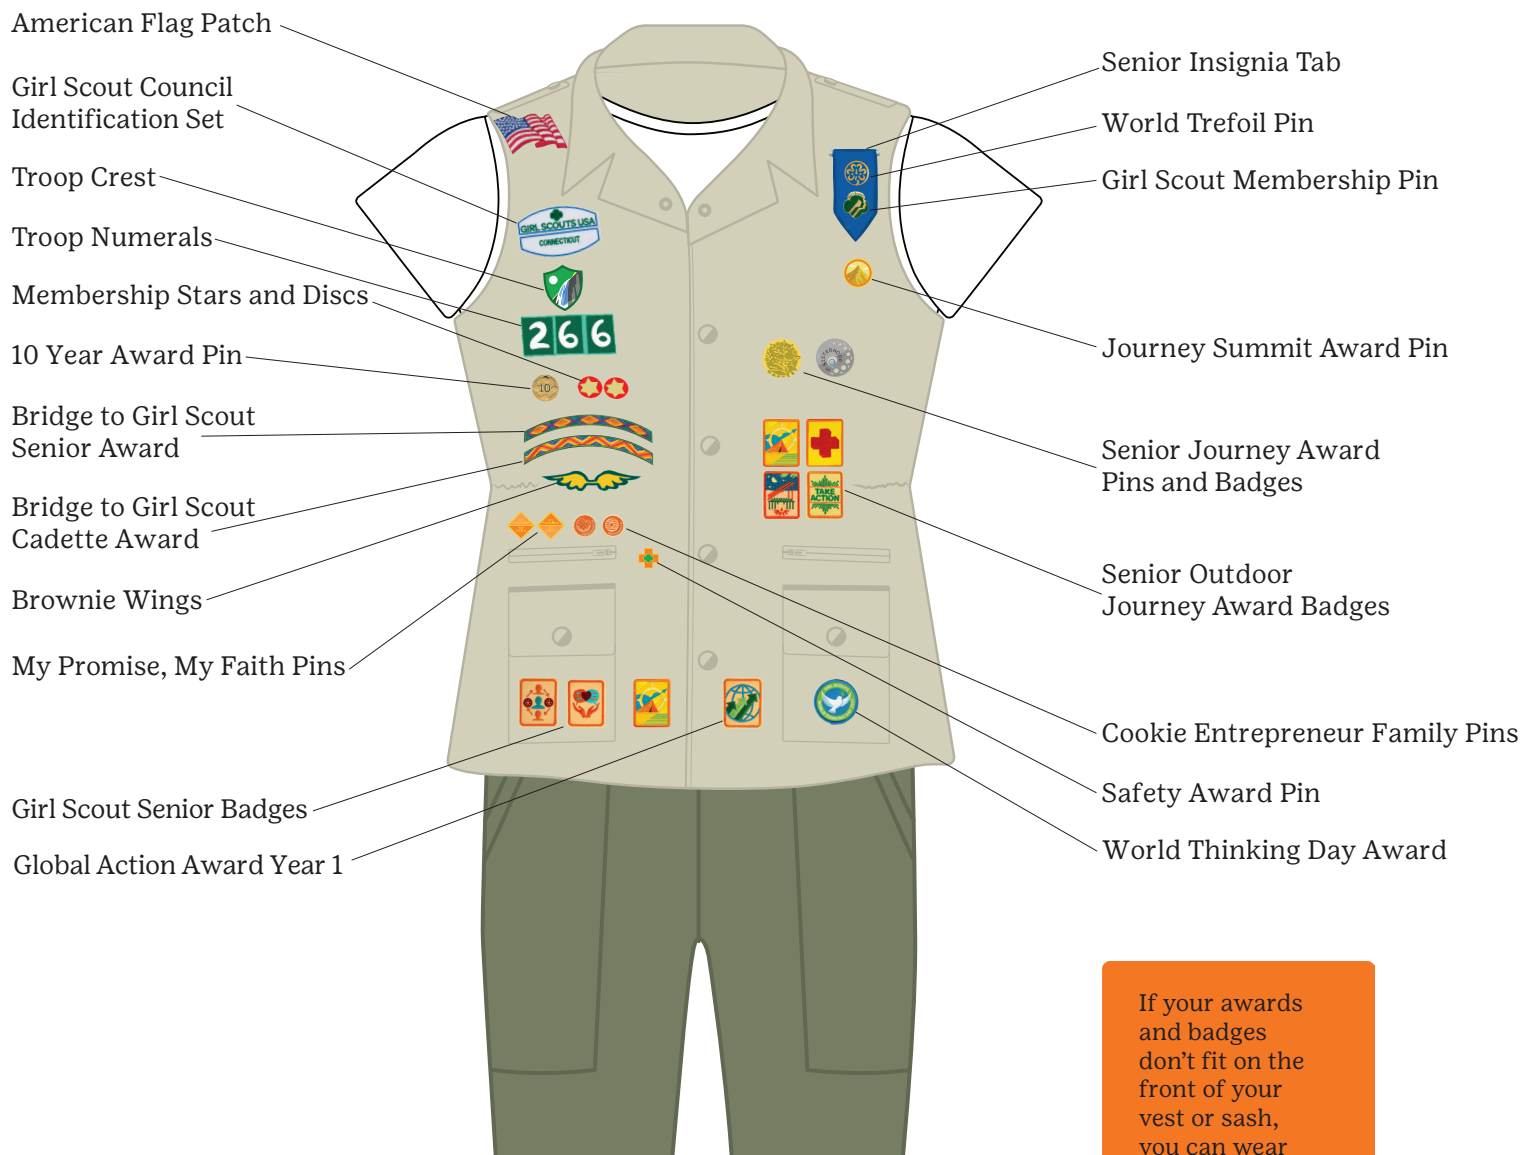 American Flag Patch
Girl Scout Council
Identification Set
Troop Crest
Troop Numerals
Membership Stars and Discs
10 Year Award Pin
Bridge to Girl Scout
Senior Award
Bridge to Girl Scout
Cadette Award
Brownie Wings
My Promise, My Faith Pins
Girl Scout Senior Badges
Global Action Award Year 1
GIRL SCOUTS USA
CONNECTICUT
266
10
TAKE
ACTION
Senior Insignia Tab
World Trefoil Pin
Girl Scout Membership Pin
Journey Summit Award Pin
Senior Journey Award
Pins and Badges
Senior Outdoor
Journey Award Badges
Cookie Entrepreneur Family Pins
Safety Award Pin
World Thinking Day Award
If your awards
and badges
don’t fit on the
front of your
vest or sash,
you can wear